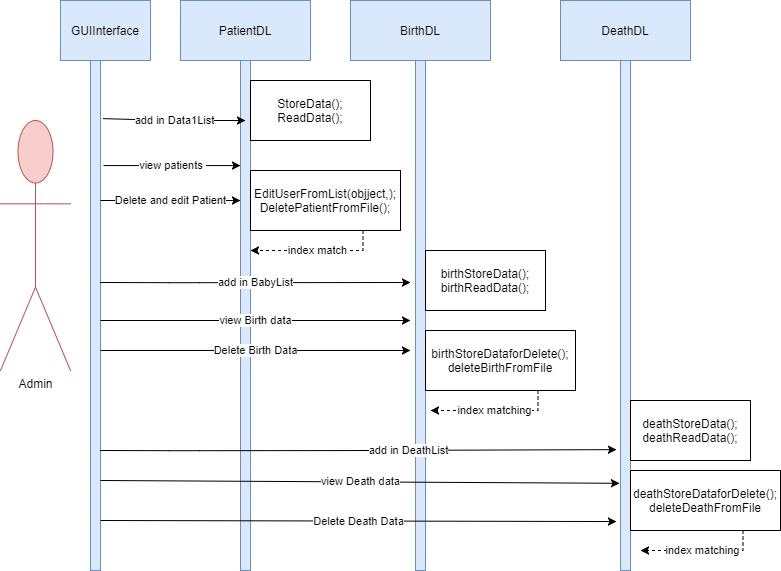 GUIInterface
PatientDL
BirthDL
DeathDL
StoreData();
ReadData();
add in Data1List
view patients
Delete and edit Patient
EditUserFromList(objject,);
DeletePatientFromFile();
index match
add in BabyList
birthStoreData();
birthReadData();
view Birth data
Delete Birth Data
birthStoreDataforDelete();
deleteBirthFromFile
Admin
index matching
deathStoreData();
deathReadData();
add in DeathList
view Death data
deathStoreDataforDelete();
deleteDeathFromFile
Delete Death Data
index matching